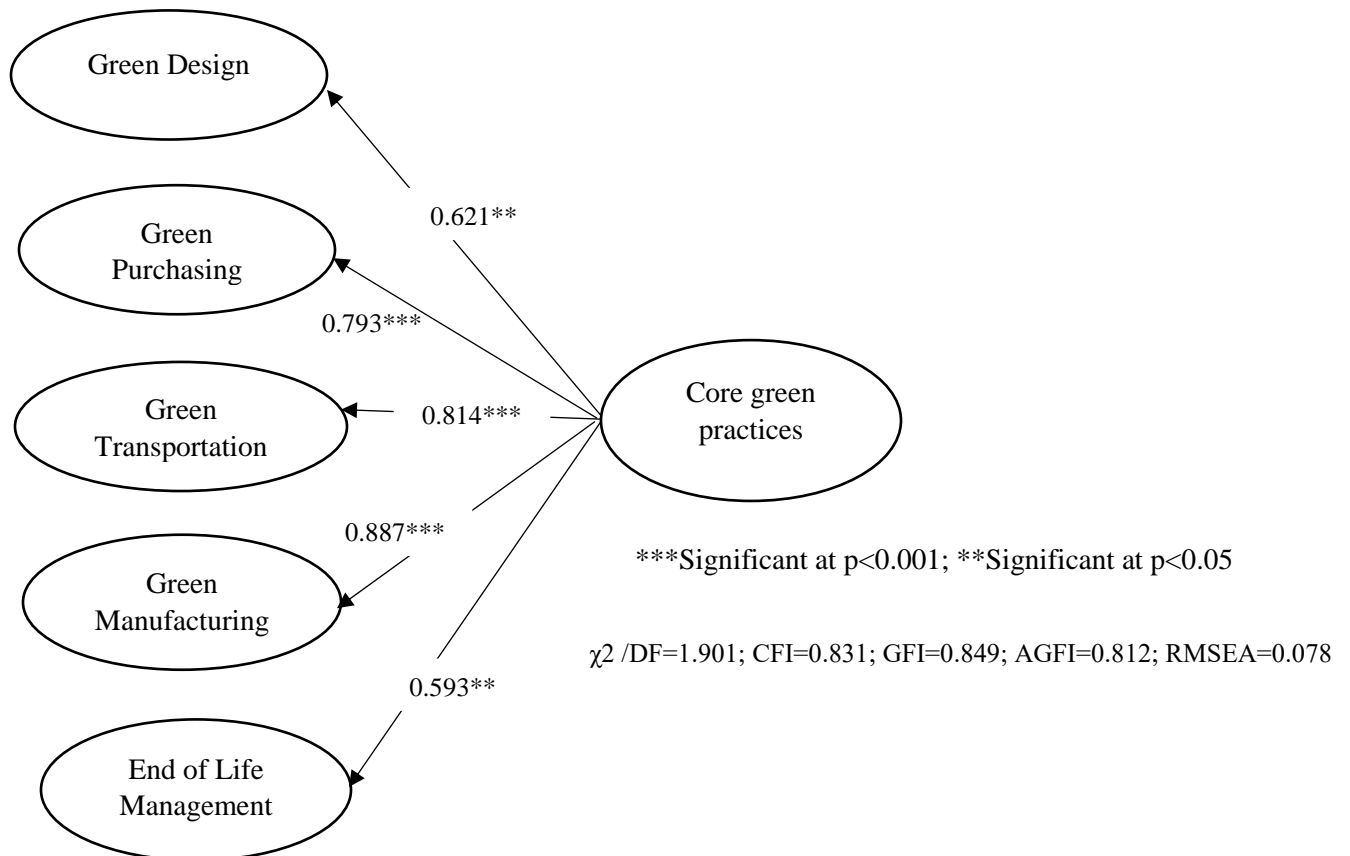 Green Design
0.621**
Green
Purchasing
0.793***
Green
Transportation
0.814***
Core green
practices
Green
Manufacturing
0.887***
***Significant at p<0.001; **Significant at p<0.05
χ2 /DF=1.901; CFI=0.831; GFI=0.849; AGFI=0.812; RMSEA=0.078
0.593**
End of Life
Management